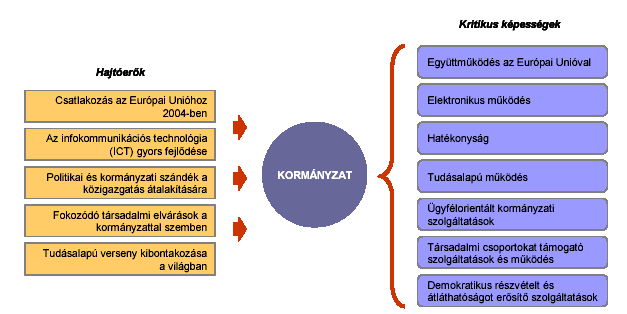 Hajtóerők
Csatlakozás az Európai Unióhoz
2004-ben
Az infokommunikációs technológia
(ICT) gyors fejlődése
Politikai és kormányzati szándék a
közigazgatás átalakítására
Fokozódó társadalmi elvárások a
kormányzattal szemben
Tudásalapú verseny kibontakozása
a világban
KORMÁNYZAT
Kritikus képességek
Együttműködés az Európai Unióval
Elektronikus működés
Hatékonyság
Tudásalapú működés
Ügyfélorientált kormányzati
szolgáltatások
Társadalmi csoportokat támogató
szolgáltatások és működés
Demokratikus részvételt és
átláthatóságot erősítő szolgáltatások